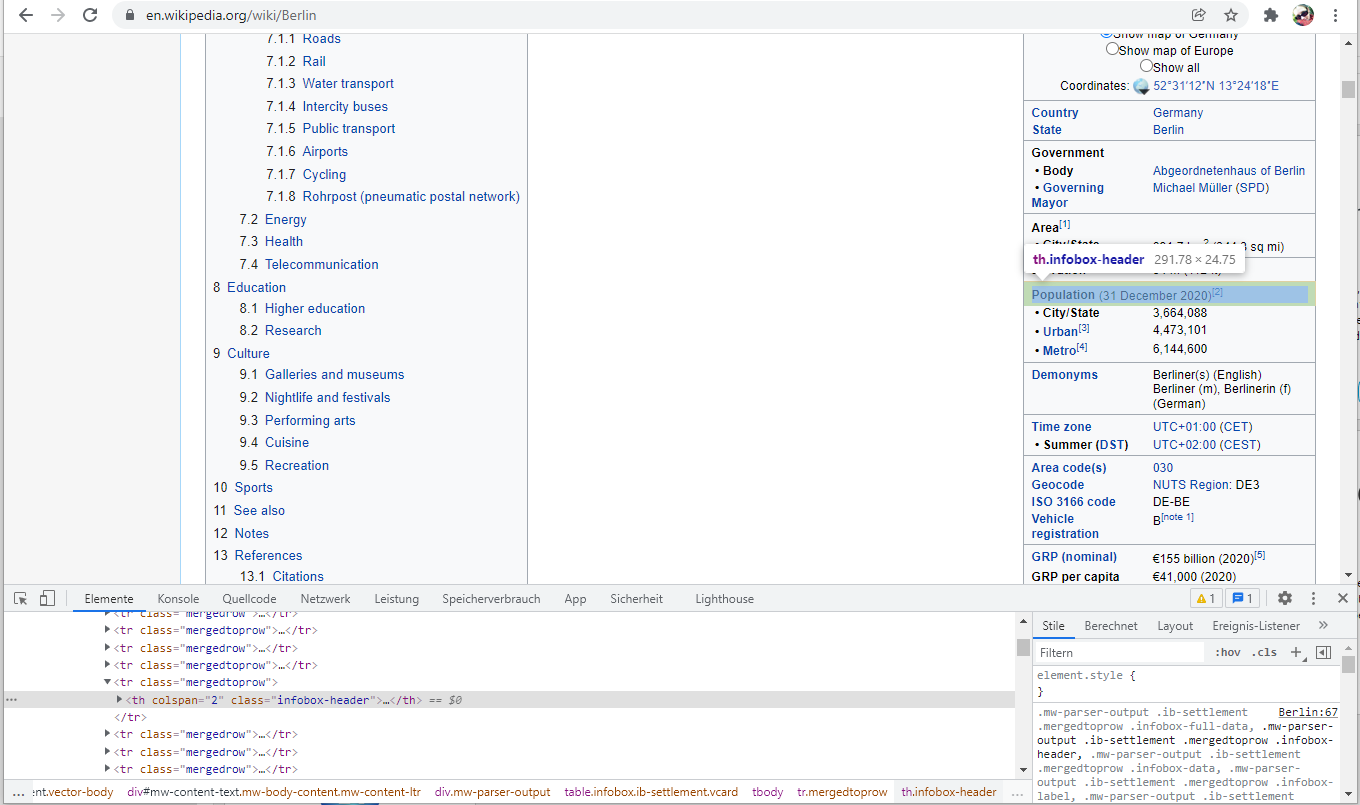 en.wikipedia.org/wiki/Berlin
7.1.1 Roads
7.1.2 Rail
7.1.3 Water transport
7.1.4 Intercity buses
7.1.5 Public transport
7.1.6 Airports
7.1.7 Cycling
7.1.8 Rohrpost (pneumatic postal network)
7.2 Energy
7.3 Health
7.4 Telecommunication
8 Education
8.1 Higher education
8.2 Research
9 Culture
9.1 Galleries and museums
9.2 Nightlife and festivals
9.3 Performing arts
9.4 Cuisine
9.5 Recreation
10 Sports
11 See also
12 Notes
13 References
13.1 Citations
Show map of Germany
Show map of Europe
Show all
Coordinates: 52°31′12″N 13°24′18″E
Country Germany
State Berlin
Government
• Body Abgeordnetenhaus of Berlin
• Governing Mayor Michael Müller (SPD)
Area[1]
• City/State sq mi)
th.infobox-header 291.78 × 24.75
Population (31 December 2020)[2]
• City/State 3,664,088
• Urban[3] 4,473,101
• Metro[4] 6,144,600
Demonyms Berliner(s) (English)
Berliner (m), Berlinerin (f)
(German)
Time zone UTC+01:00 (CET)
• Summer (DST) UTC+02:00 (CEST)
Area code(s) 030
Geocode NUTS Region: DE3
ISO 3166 code DE-BE
Vehicle registration B[note 1]
GRP (nominal) €155 billion (2020)[5]
GRP per capita €41,000 (2020)
Elemente Konsole Quellcode Netzwerk Leistung Speicherverbrauch App Sicherheit Lighthouse 1 1
<tr class="mergedrow">…</tr>
<tr class="mergedtoprow">…</tr>
<tr class="mergedrow">…</tr>
<tr class="mergedtoprow">…</tr>
<tr class="mergedtoprow">
<th colspan="2" class="infobox-header">…</th> == $0
</tr>
<tr class="mergedrow">…</tr>
<tr class="mergedrow">…</tr>
<tr class="mergedrow">…</tr>
... ent.vector-body div#mw-content-text.mw-body-content.mw-content-ltr div.mw-parser-output table.infobox.ib-settlement.vcard tbody tr.mergedtoprow th.infobox-header ...
Stile Berechnet Layout Ereignis-Listener »
Filtern :hov .cls +
element.style {
}
.mw-parser-output .ib-settlement Berlin:67
.mergedtoprow .infobox-full-data, .mw-parser-
output .ib-settlement .mergedtoprow .infobox-
header, .mw-parser-output .ib-settlement
.mergedtoprow .infobox-data, .mw-parser-
output .ib-settlement .mergedtoprow .infobox-
label, .mw-parser-output .ib-settlement